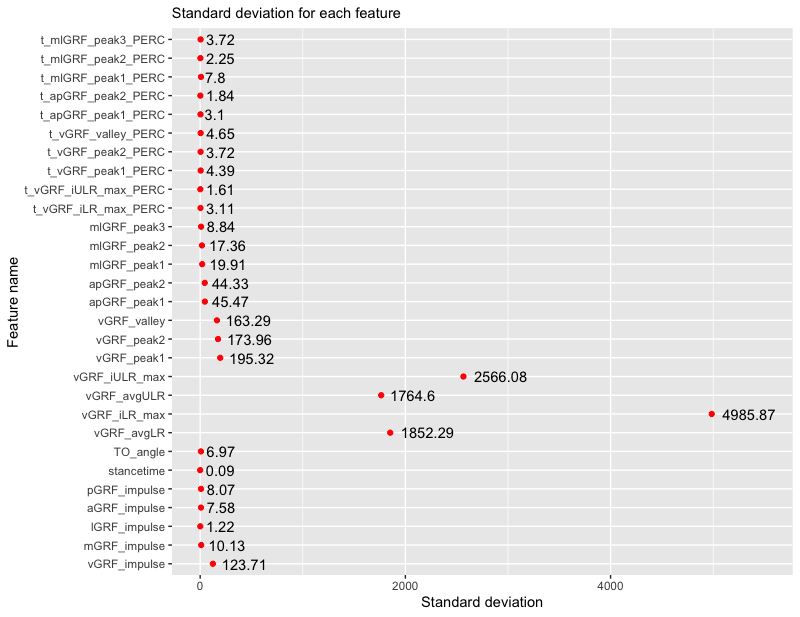 Standard deviation for each feature
Feature name
t_mlGRF_peak3_PERC 3.72
t_mlGRF_peak2_PERC 2.25
t_mlGRF_peak1_PERC 7.8
t_apGRF_peak2_PERC 1.84
t_apGRF_peak1_PERC 3.1
t_vGRF_valley_PERC 4.65
t_vGRF_peak2_PERC 3.72
t_vGRF_peak1_PERC 4.39
t_vGRF_iULR_max_PERC 1.61
t_vGRF_iLR_max_PERC 3.11
mlGRF_peak3 8.84
mlGRF_peak2 17.36
mlGRF_peak1 19.91
apGRF_peak2 44.33
apGRF_peak1 45.47
vGRF_valley 163.29
vGRF_peak2 173.96
vGRF_peak1 195.32
vGRF_iULR_max 2566.08
vGRF_avgULR 1764.6
vGRF_iLR_max 4985.87
vGRF_avgLR 1852.29
TO_angle 6.97
stancetime 0.09
pGRF_impulse 8.07
aGRF_impulse 7.58
lGRF_impulse 1.22
mGRF_impulse 10.13
vGRF_impulse 123.71
0 2000 4000
Standard deviation